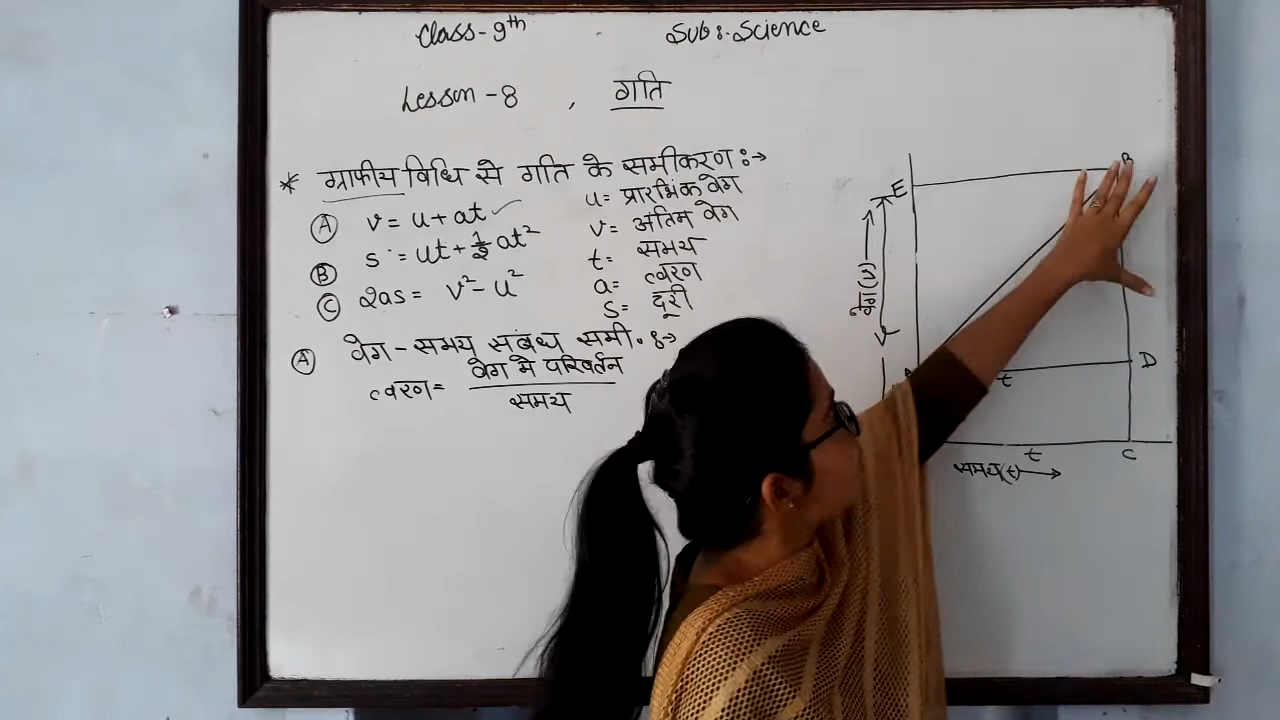 Class-9th Sub:-Science
Lesson-8 , गति
* ग्राफीय विधि से गति के समीकरण :→
A v = u + at ✓
B s = ut + 1/2 at²
C 2as = v² - u²
u = प्रारंभिक वेग
v = अंतिम वेग
t = समय
a = त्वरण
s = दूरी
A वेग - समय संबंध समी. :→
त्वरण = वेग में परिवर्तन
समय
E
B
वेग(v) →
D
t
t
C
समय(t) →